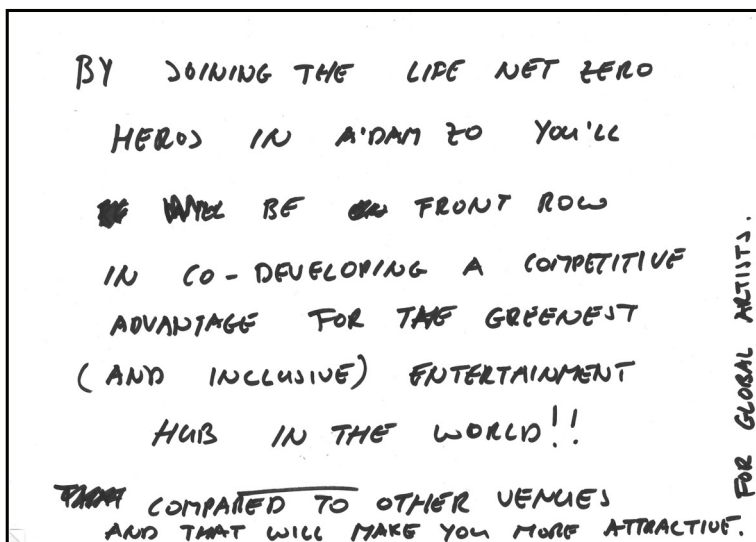 BY JOINING THE LIFE NET ZERO
HEROS IN A'DAM ZO YOU'LL
BE FRONT ROW
IN CO-DEVELOPING A COMPETITIVE
ADVANTAGE FOR THE GREENEST
(AND INCLUSIVE) ENTERTAINMENT
HUB IN THE WORLD!!
COMPARED TO OTHER VENUES
AND THAT WILL MAKE YOU MORE ATTRACTIVE.
FOR GLOBAL ARTISTS.